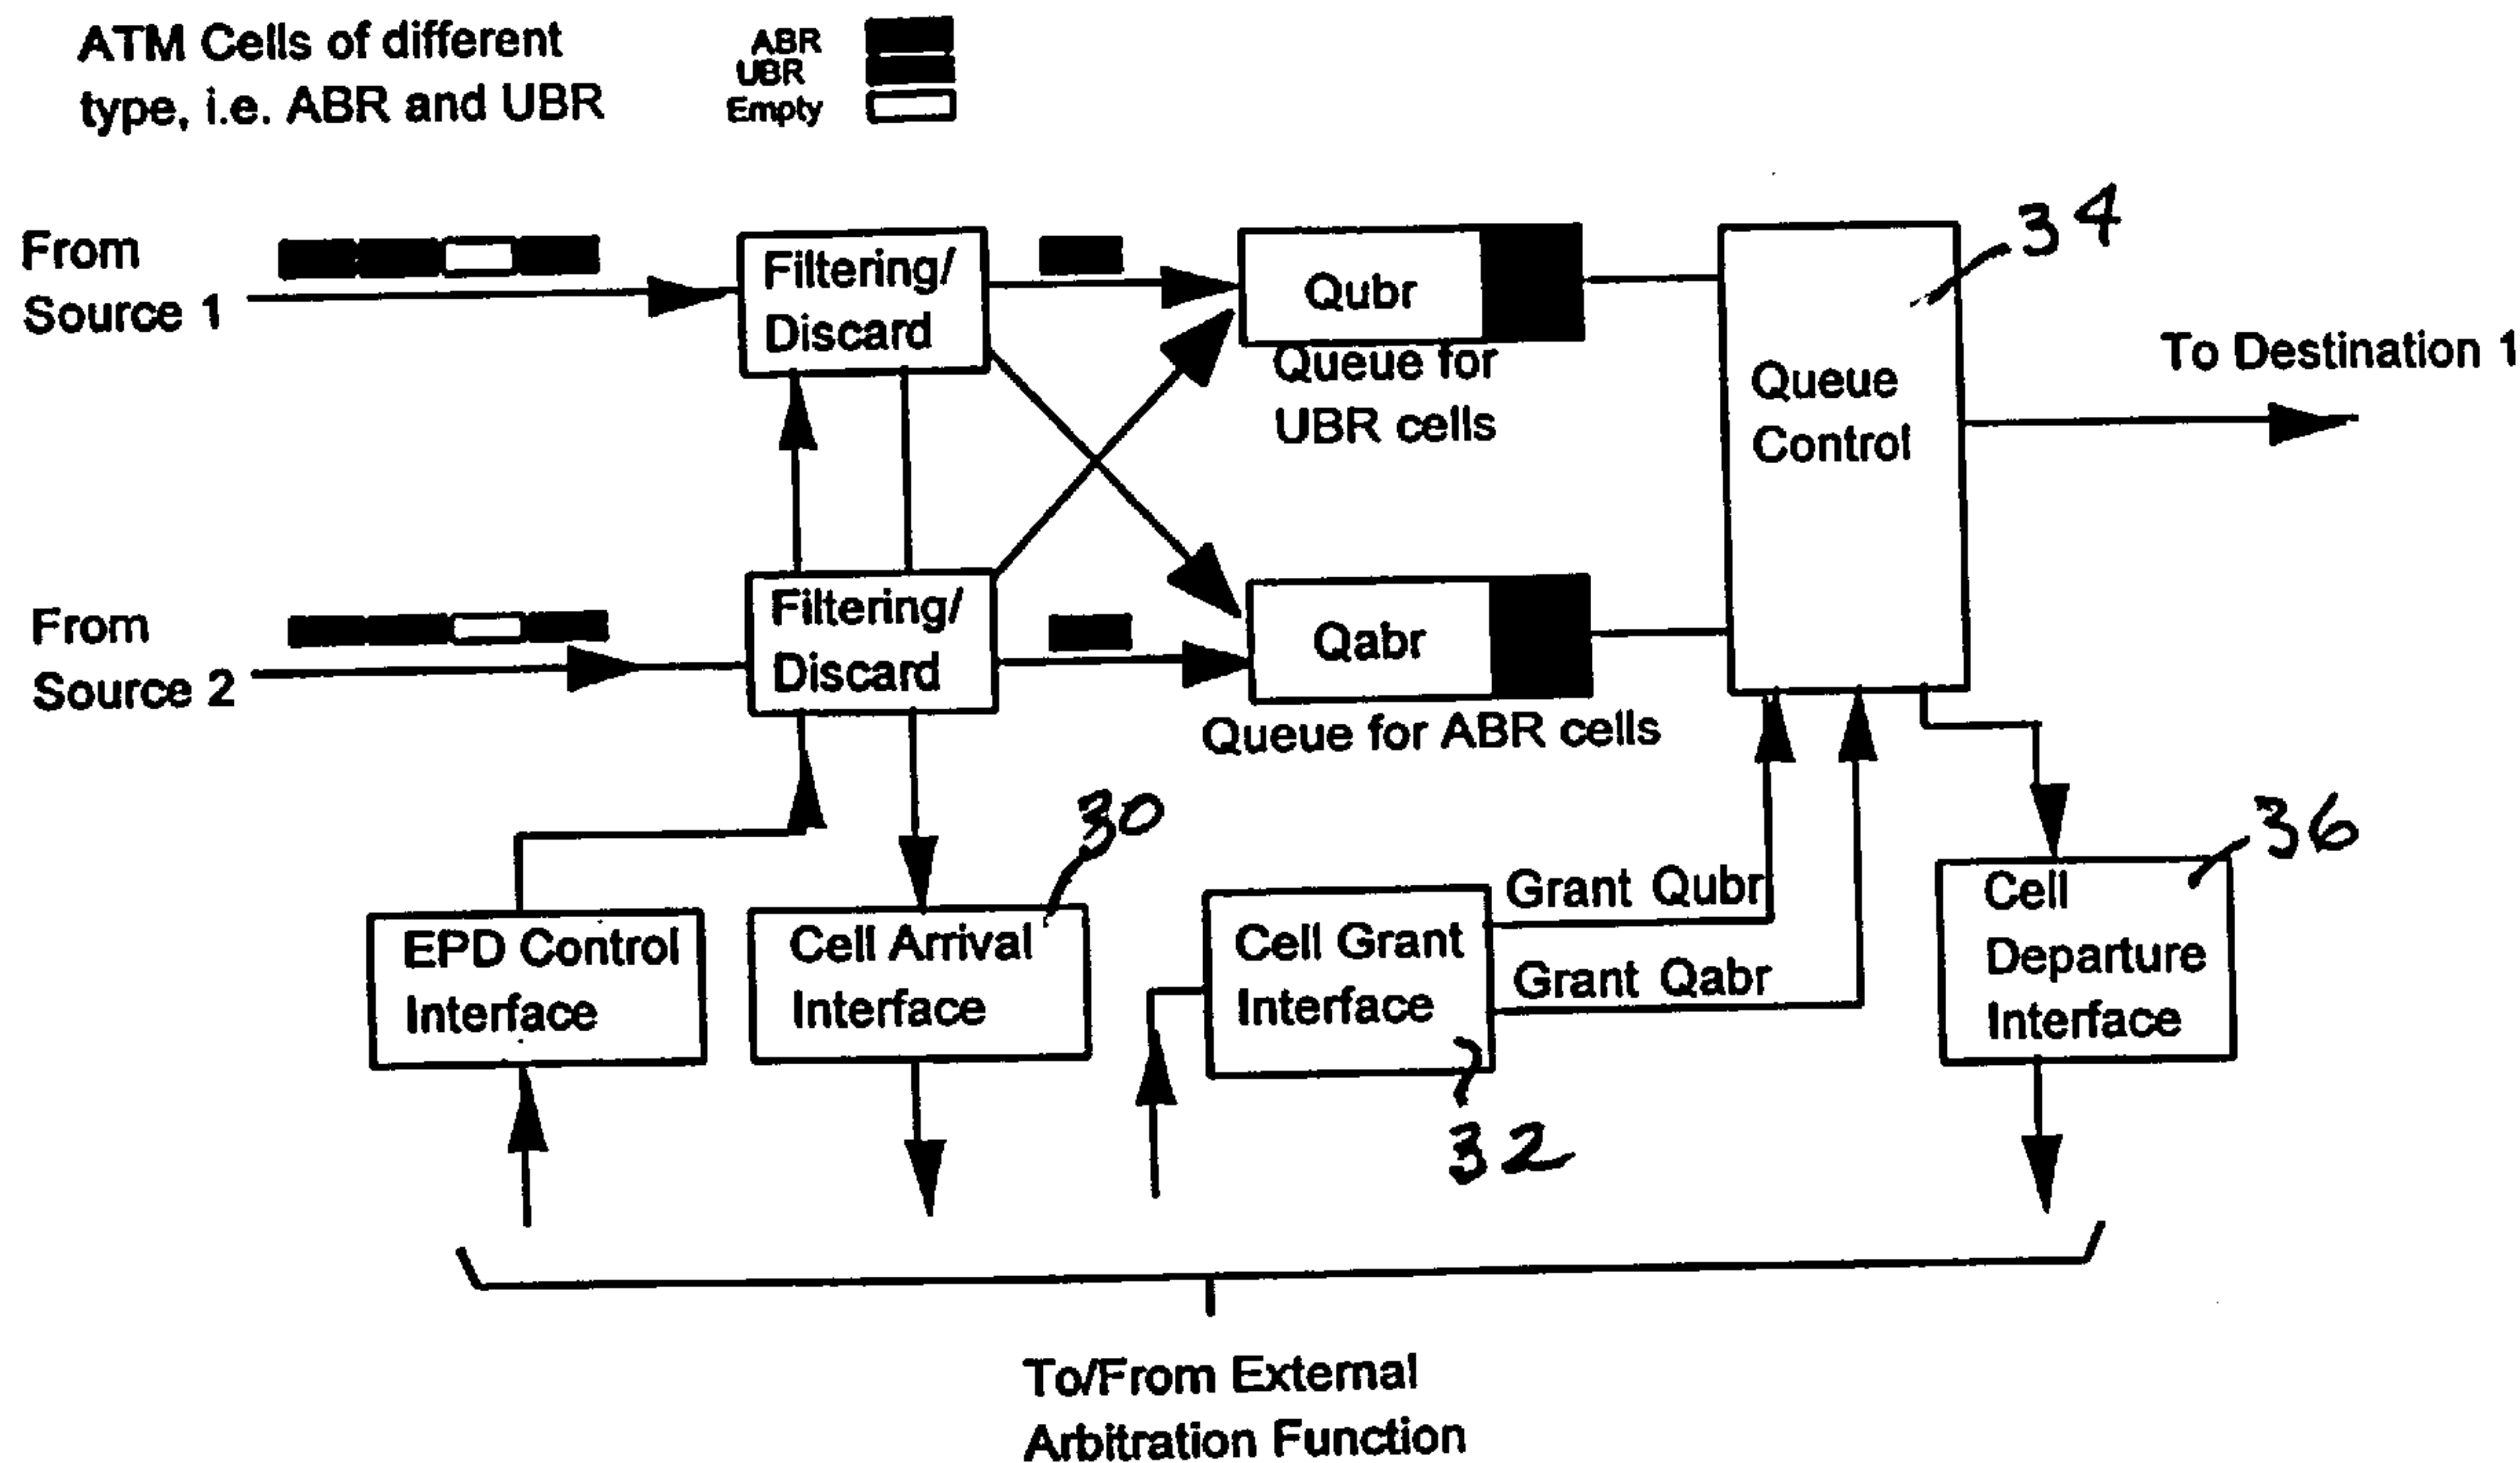 ATM Cells of different
type, i.e. ABR and UBR
ABR
UBR
Empty
From
Source 1
Filtering/
Discard
Qubr
Queue for
UBR cells
Queue
Control
34
To Destination 1
From
Source 2
Filtering/
Discard
Qabr
Queue for ABR cells
EPD Control
Interface
Cell Arrival
Interface
30
Cell Grant
Interface
32
Grant Qubr
Grant Qabr
Cell
Departure
Interface
36
To/From External
Arbitration Function